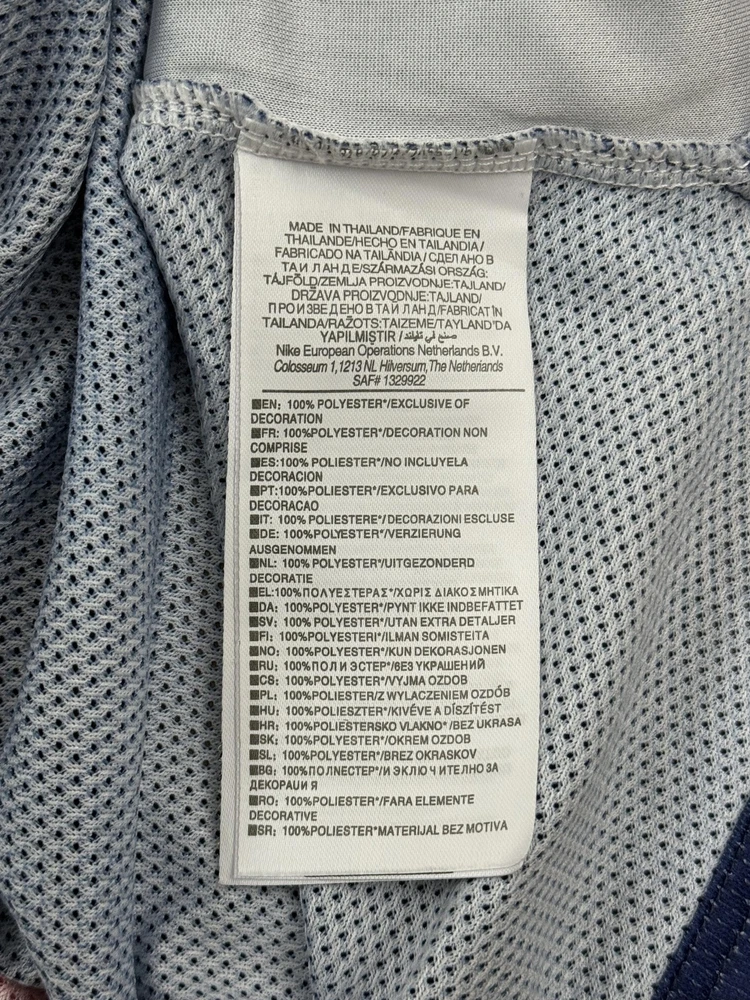 MADE IN THAILAND/FABRIQUE EN
THAILANDE/HECHO EN TAILANDIA/
FABRICADO NA TAILÂNDIA/СДЕЛАНО В
ТАИЛАНДЕ/SZÁRMAZÁSI ORSZÁG:
TÁJFÖLD/ZEMLJA PROIZVODNJE:TAJLAND/
DRŽAVA PROIZVODNJE:TAJLAND/
ПРОИЗВЕДЕНО В ТАИЛАНД/FABRICAT ÎN
TAILANDA/RAŽOTS:TAIZEME/TAYLAND'DA
YAPILMIŞTIR /صنع في تايلند
Nike European Operations Netherlands B.V.
Colosseum 1,1213 NL Hilversum,The Netherlands
SAF# 1329922
EN: 100% POLYESTER*/EXCLUSIVE OF
DECORATION
FR: 100%POLYESTER*/DECORATION NON
COMPRISE
ES:100% POLIESTER*/NO INCLUYELA
DECORACION
PT:100%POLIESTER*/EXCLUSIVO PARA
DECORACAO
IT: 100% POLIESTERE*/DECORAZIONI ESCLUSE
DE: 100%POLYESTER*/VERZIERUNG
AUSGENOMMEN
NL: 100%POLYESTER*/UITGEZONDERD
DECORATIE
EL:100%ΠΟΛΥΕΣΤΕΡΑΣ*/ΧΩΡΙΣ ΔΙΑΚΟΣΜΗΤΙΚΑ
DA: 100%POLYESTER*/PYNT IKKE INDBEFATTET
SV: 100%POLYESTER*/UTAN EXTRA DETALJER
FI: 100%POLYESTERI*/ILMAN SOMISTEITA
NO: 100%POLYESTER*/KUN DEKORASJONEN
RU: 100%ПОЛИЭСТЕР*/БЕЗ УКРАШЕНИЙ
CS: 100%POLYESTER*/VYJMA OZDOB
PL: 100%POLIESTER/Z WYLACZENIEM OZDÓB
HU: 100%POLIESZTER*/KIVÉVE A DÍSZÍTÉST
HR: 100%POLIESTERSKO VLAKNO*/BEZ UKRASA
SK: 100%POLYESTER*/OKREM OZDOB
SL: 100%POLYESTER*/BREZ OKRASKOV
BG: 100%ПОЛNECTEP*/И ЭКЛЮЧИТЕЛНО ЗА
ДЕКОРАЦИЯ
RO: 100%POLIESTER*/FARA ELEMENTE
DECORATIVE
SR: 100%POLIESTER*MATERIJAL BEZ MOTIVA